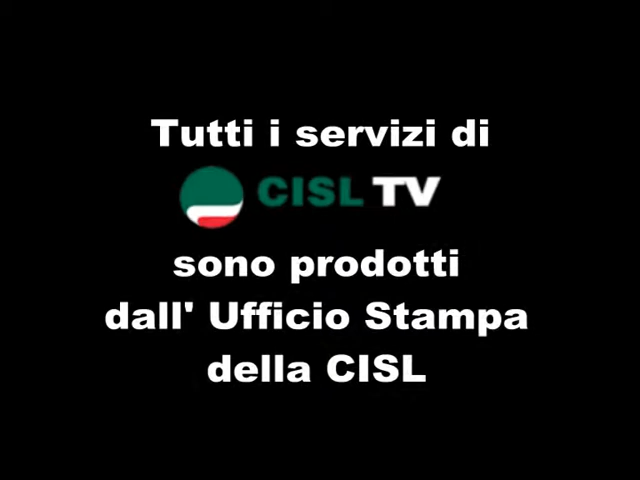 Tutti i servizi di
CISL TV
sono prodotti
dall' Ufficio Stampa
della CISL